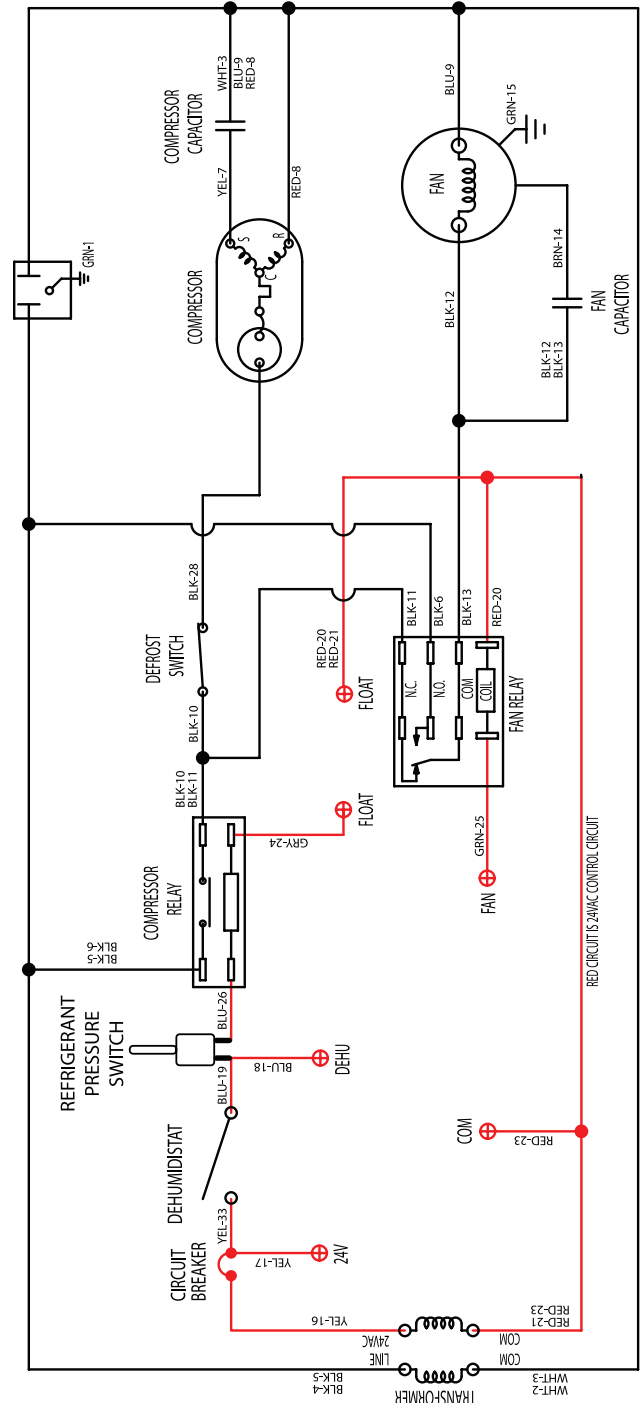 WHT-3
BLU-9
RED-8
COMPRESSOR
CAPACITOR
YEL-7
RED-8
BLU-9
GRN-15
FAN
GRN-1
COMPRESSOR
S
R
C
BLK-12
BRN-14
BLK-12
BLK-13
FAN
CAPACITOR
BLK-28
DEFROST
SWITCH
BLK-10
RED-20
RED-21
FLOAT
BLK-11
BLK-6
BLK-13
RED-20
N.C.
N.O.
COM
COIL
FAN RELAY
BLK-10
BLK-11
COMPRESSOR
RELAY
GRY-24
FLOAT
GRN-25
FAN
BLK-6
BLK-5
REFRIGERANT
PRESSURE
SWITCH
BLU-26
BLU-19
BLU-18
DEHU
DEHUMIDISTAT
COM
RED-23
RED CIRCUIT IS 24VAC CONTROL CIRCUIT
YEL-33
CIRCUIT
BREAKER
YEL-17
24V
YEL-16
24VAC
COM
RED-23
RED-21
BLK-5
BLK-4
LINE
COM
WHT-3
WHT-2
TRANSFORMER